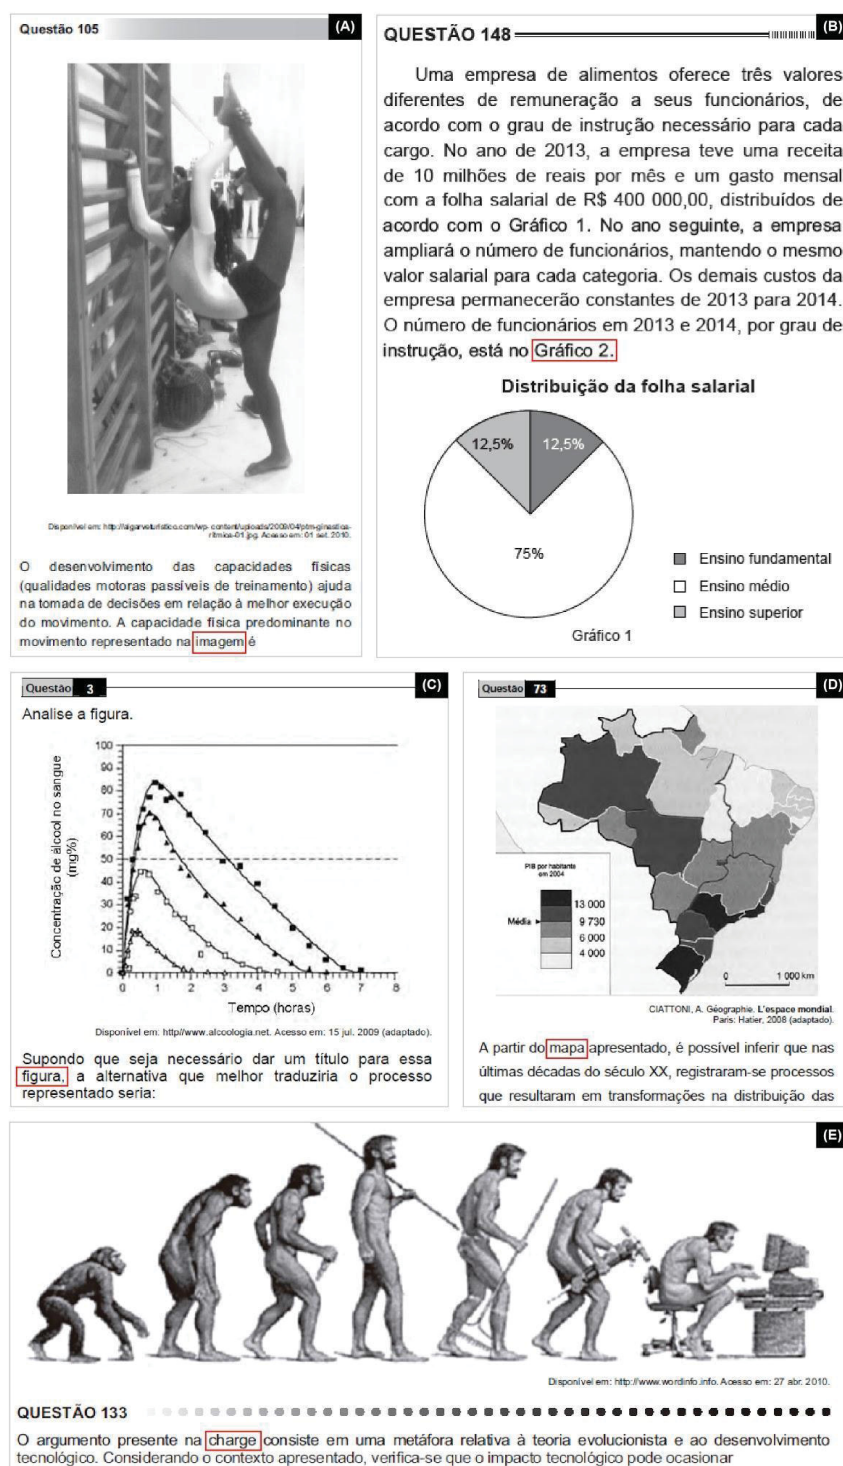 Questão 105
(A)
Disponível em: http://algarveturistico.com/wp- content/uploads/2009/04/ptm-ginastica-
ritmica-01.jpg. Acesso em: 01 set. 2010.
O desenvolvimento das capacidades físicas
(qualidades motoras passíveis de treinamento) ajuda
na tomada de decisões em relação à melhor execução
do movimento. A capacidade física predominante no
movimento representado na imagem é
QUESTÃO 148
(B)
Uma empresa de alimentos oferece três valores
diferentes de remuneração a seus funcionários, de
acordo com o grau de instrução necessário para cada
cargo. No ano de 2013, a empresa teve uma receita
de 10 milhões de reais por mês e um gasto mensal
com a folha salarial de R$ 400 000,00, distribuídos de
acordo com o Gráfico 1. No ano seguinte, a empresa
ampliará o número de funcionários, mantendo o mesmo
valor salarial para cada categoria. Os demais custos da
empresa permanecerão constantes de 2013 para 2014.
O número de funcionários em 2013 e 2014, por grau de
instrução, está no Gráfico 2.
Distribuição da folha salarial
12,5%
12,5%
75%
Ensino fundamental
Ensino médio
Ensino superior
Gráfico 1
Questão 3
(C)
Analise a figura.
Concentração de álcool no sangue
(mg%)
100
90
80
70
60
50
40
30
20
10
0
0 1 2 3 4 5 6 7 8
Tempo (horas)
Disponível em: http//www.alcoologia.net. Acesso em: 15 jul. 2009 (adaptado).
Supondo que seja necessário dar um título para essa
figura, a alternativa que melhor traduziria o processo
representado seria:
Questão 73
(D)
PIB por habitante
em 2004
Média
13 000
9 730
6 000
4 000
0 1 000 km
CIATTONI, A. Géographie. L'espace mondial.
Paris: Hatier, 2008 (adaptado).
A partir do mapa apresentado, é possível inferir que nas
últimas décadas do século XX, registraram-se processos
que resultaram em transformações na distribuição das
(E)
Disponível em: http://www.wordinfo.info. Acesso em: 27 abr. 2010.
QUESTÃO 133
O argumento presente na charge consiste em uma metáfora relativa à teoria evolucionista e ao desenvolvimento
tecnológico. Considerando o contexto apresentado, verifica-se que o impacto tecnológico pode ocasionar